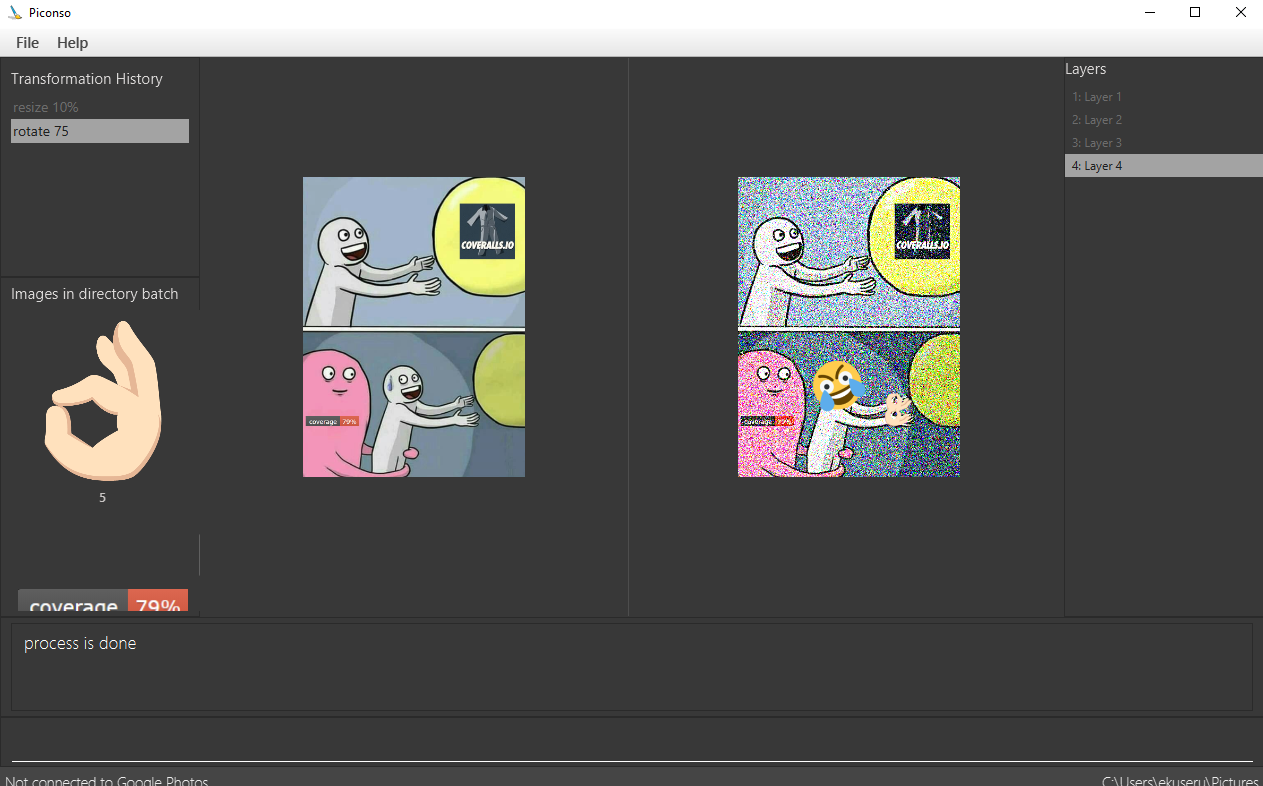 Piconso
File Help
Transformation History
resize 10%
rotate 75
Images in directory batch
5
coverage 79%
COVERALLS.IO
coverage 79%
COVERALLS.IO
coverage 79%
Layers
1: Layer 1
2: Layer 2
3: Layer 3
4: Layer 4
process is done
Not connected to Google Photos
C:\Users\ekuseru\Pictures